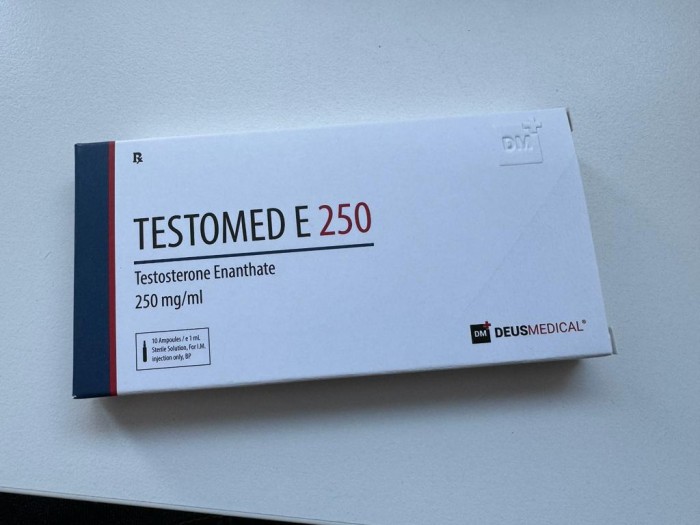 ℞
DM
TESTOMED E 250
Testosterone Enanthate
250 mg/ml
10 Ampoules / e 1 mL
Sterile Solution, For I.M.
injection only, BP
DM DEUSMEDICAL®